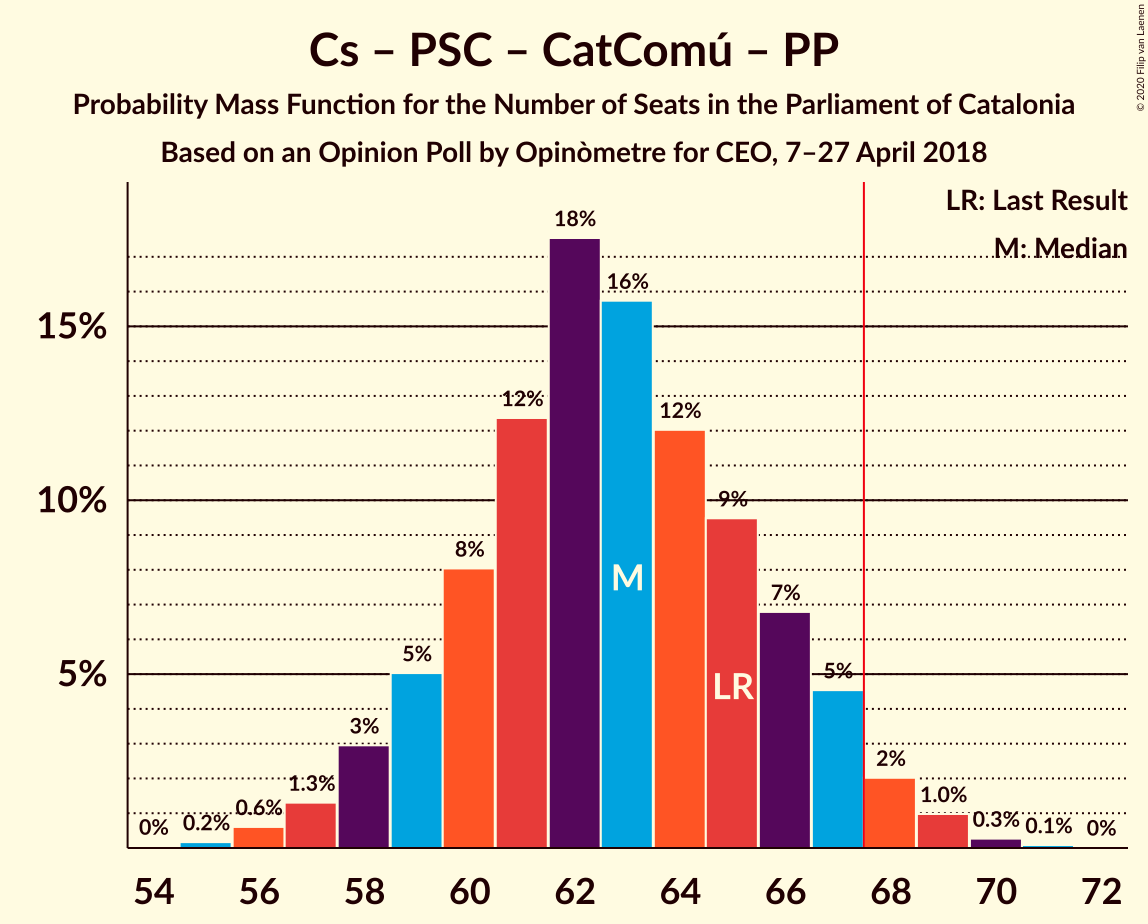 Cs – PSC – CatComú – PP
Probability Mass Function for the Number of Seats in the Parliament of Catalonia
Based on an Opinion Poll by Opinòmetre for CEO, 7–27 April 2018
© 2020 Filip van Laenen
LR: Last Result
M: Median
15%
10%
5%
0%
0.2%
0.6%
1.3%
3%
5%
8%
12%
18%
16%
12%
9%
7%
5%
2%
1.0%
0.3%
0.1%
0%
M
LR
54 56 58 60 62 64 66 68 70 72